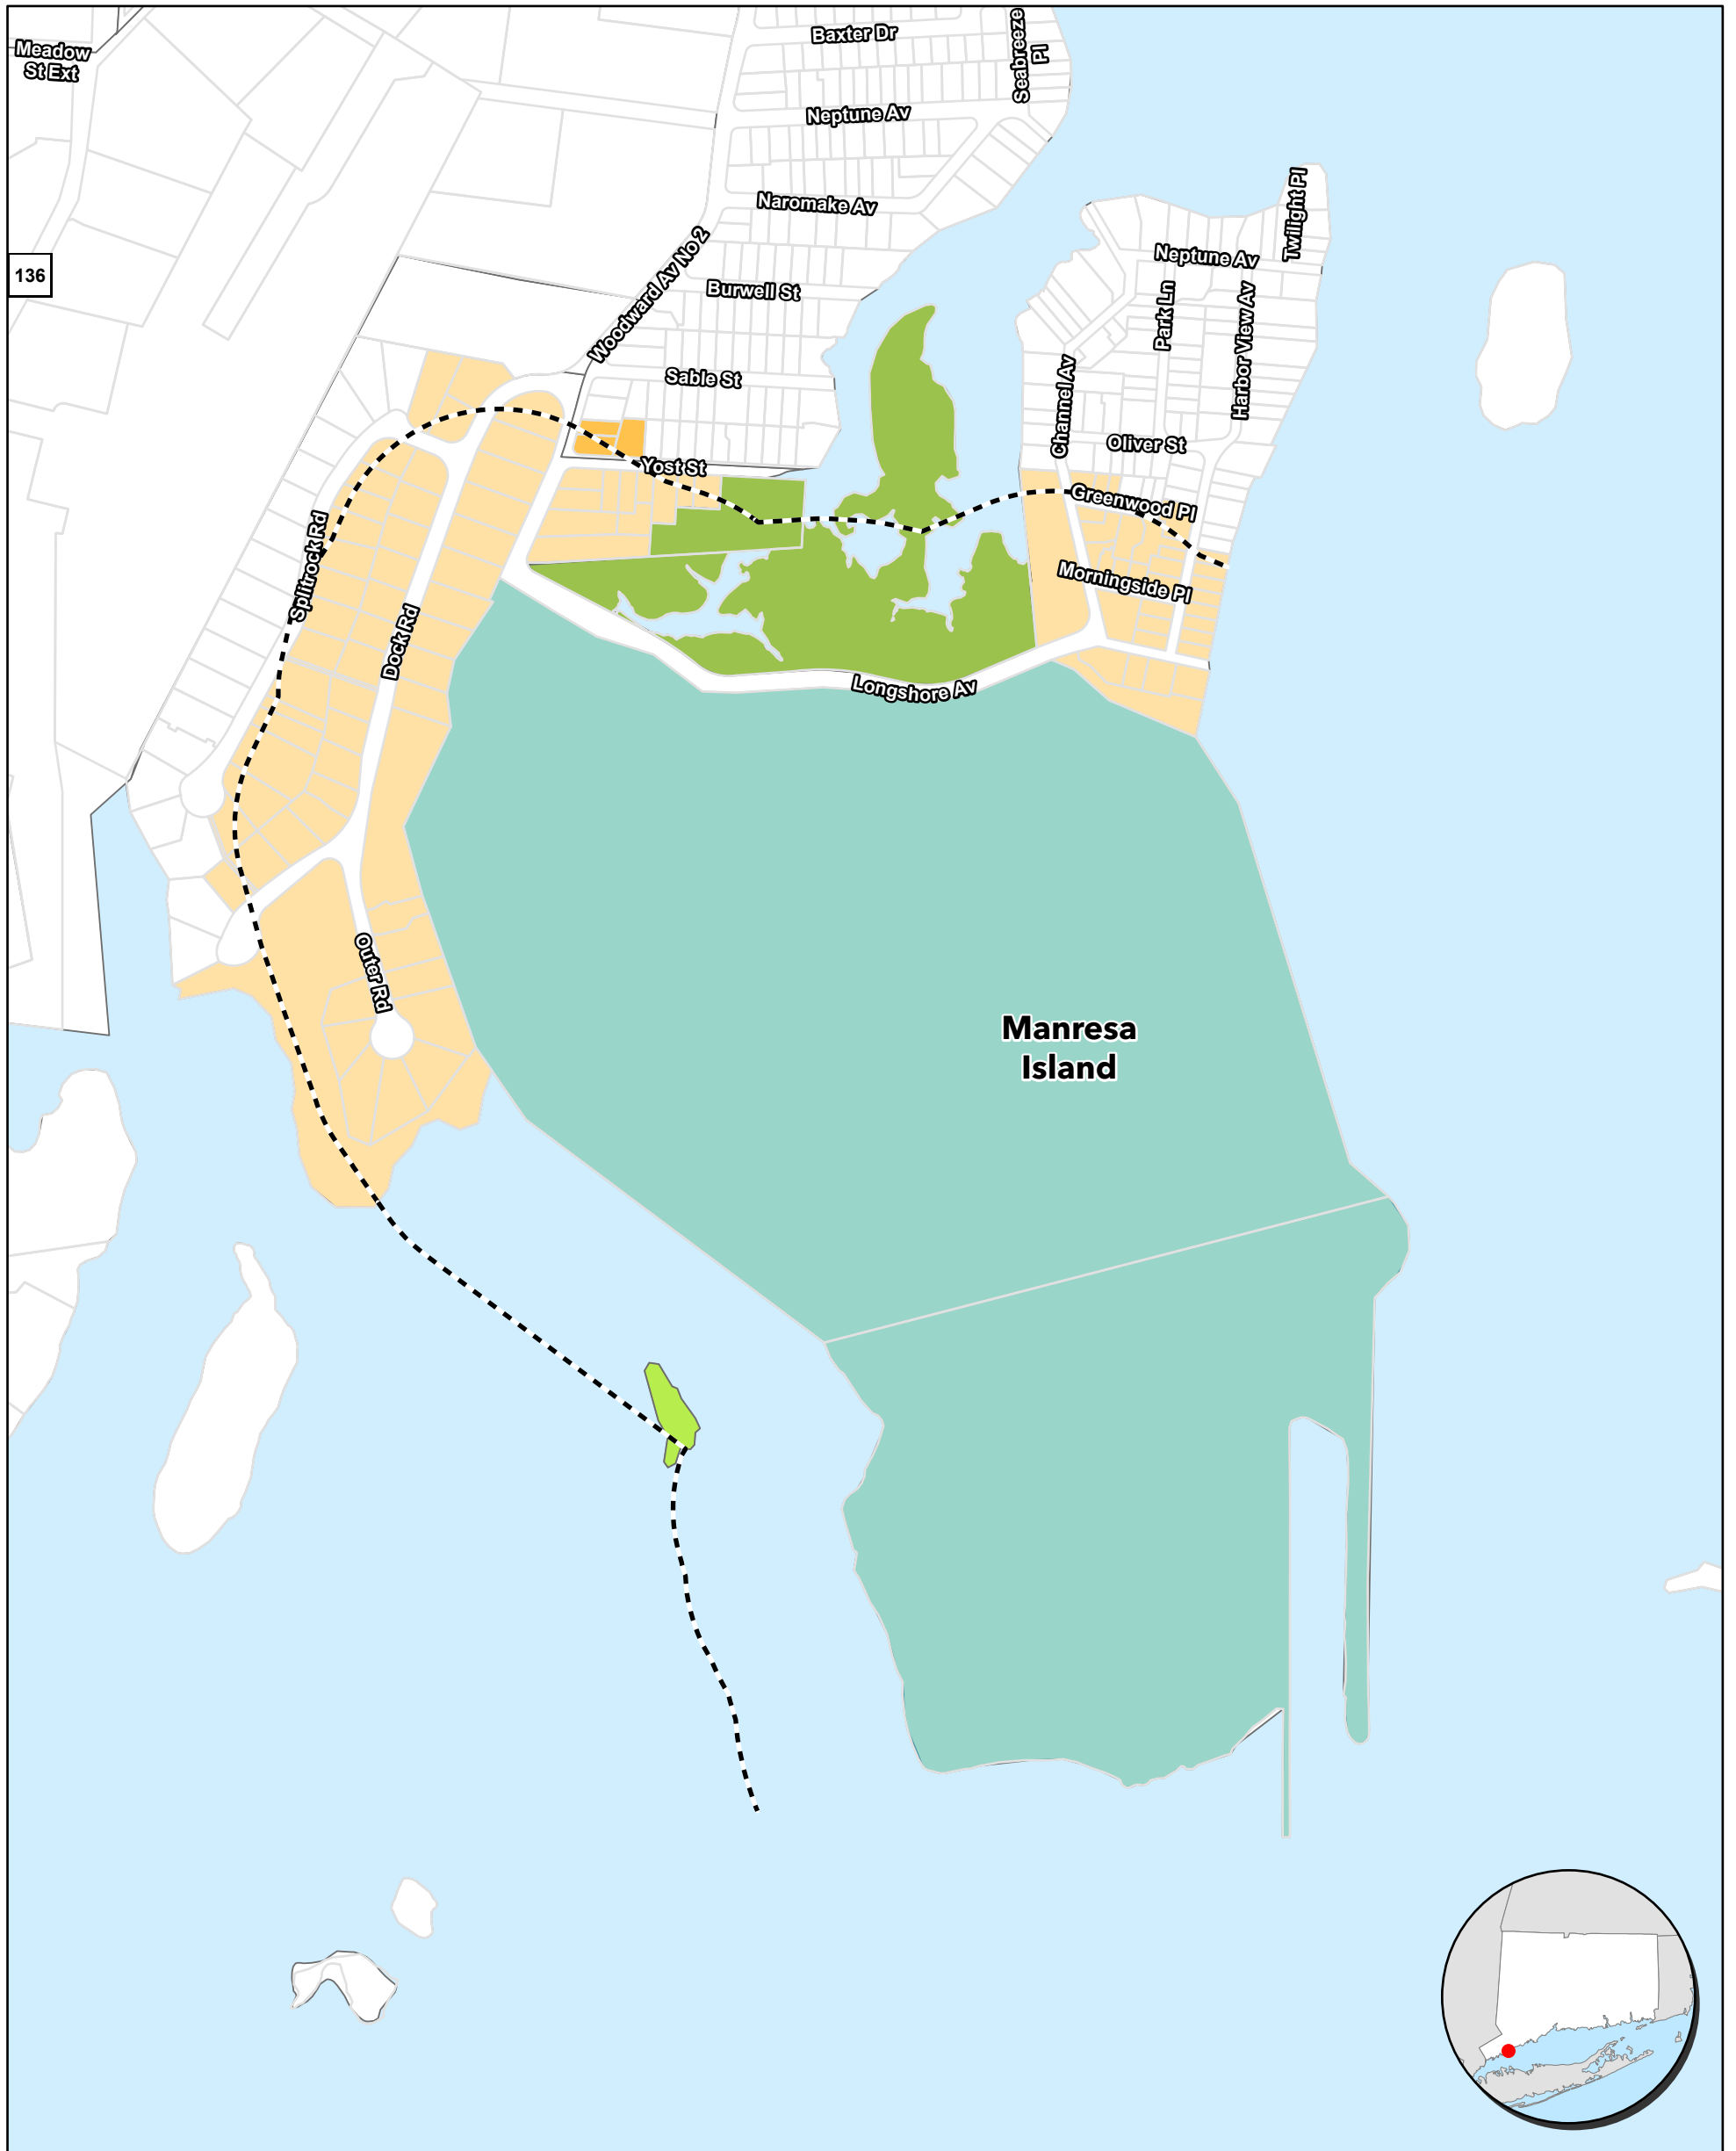 Baxter Dr
Seabreeze
Pl
Meadow
St Ext
Neptune Av
Naromake Av
Twilight Pl
Neptune Av
136
Woodward Av No 2
Burwell St
Park Ln
Harbor View Av
Sable St
Channel Av
Oliver St
Yost St
Greenwood Pl
Splitrock Rd
Morningside Pl
Dock Rd
Longshore Av
Outer Rd
Manresa
Island